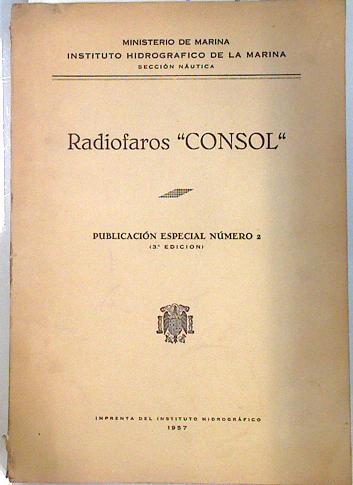 MINISTERIO DE MARINA
INSTITUTO HIDROGRAFICO DE LA MARINA
SECCIÓN NÁUTICA
Radiofaros "CONSOL"
PUBLICACIÓN ESPECIAL NÚMERO 2
(3.ª EDICION)
IMPRENTA DEL INSTITUTO HIDROGRÁFICO
1957